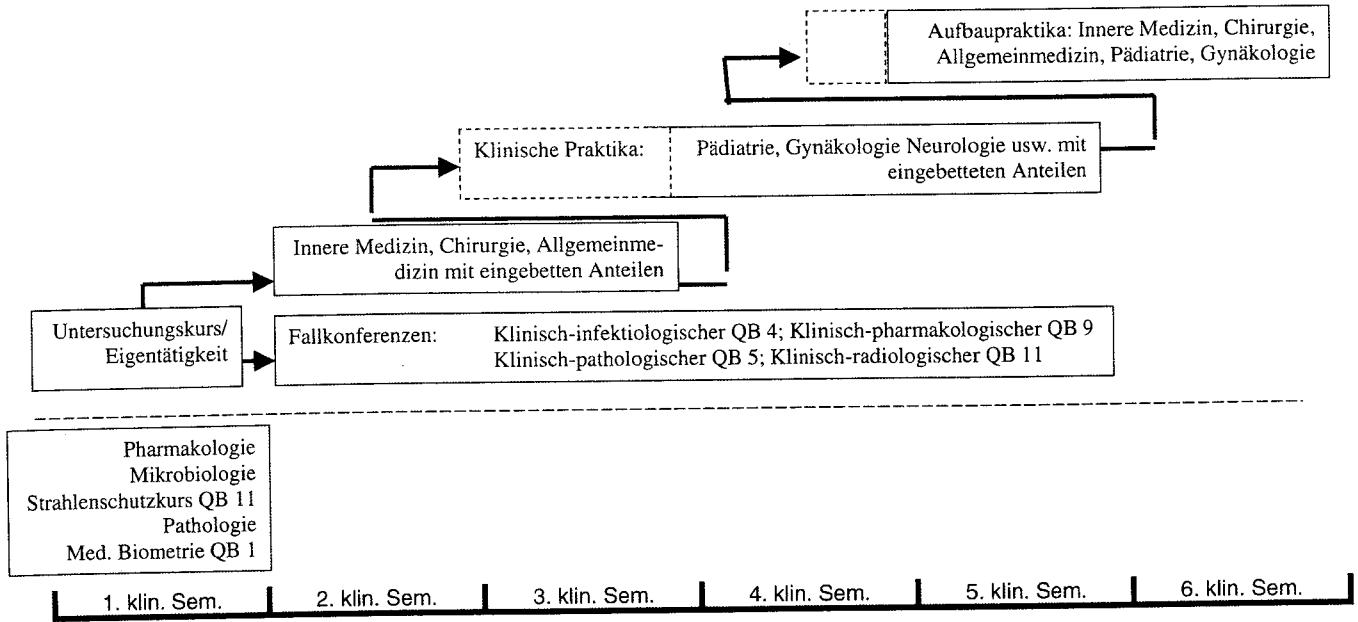 Aufbaupraktika: Innere Medizin, Chirurgie,
Allgemeinmedizin, Pädiatrie, Gynäkologie
Klinische Praktika: Pädiatrie, Gynäkologie Neurologie usw. mit
eingebetteten Anteilen
Innere Medizin, Chirurgie, Allgemeinme-
dizin mit eingebetten Anteilen
Untersuchungskurs/
Eigentätigkeit
Fallkonferenzen: Klinisch-infektiologischer QB 4; Klinisch-pharmakologischer QB 9
Klinisch-pathologischer QB 5; Klinisch-radiologischer QB 11
Pharmakologie
Mikrobiologie
Strahlenschutzkurs QB 11
Pathologie
Med. Biometrie QB 1
1. klin. Sem. 2. klin. Sem. 3. klin. Sem. 4. klin. Sem. 5. klin. Sem. 6. klin. Sem.